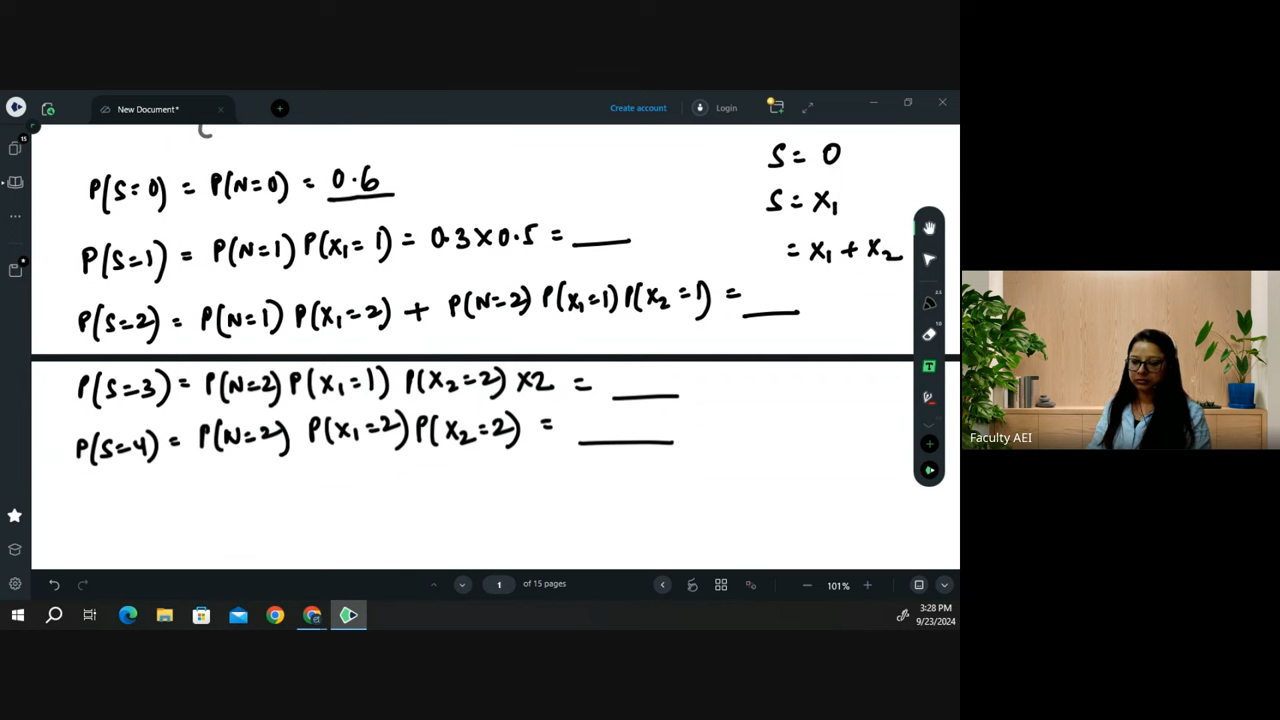 New Document*
Create account
Login
P(S=0) = P(N=0) = 0.6
S = 0
P(S=1) = P(N=1) P(X₁=1) = 0.3×0.5 = ____
S = X₁
= X₁ + X₂
P(S=2) = P(N=1) P(X₁=2) + P(N=2) P(X₁=1) P(X₂=1) = ____
P(S=3) = P(N=2) P(X₁=1) P(X₂=2) ×2 = ____
P(S=4) = P(N=2) P(X₁=2) P(X₂=2) = ____
Faculty AEI
1 of 15 pages
101%
3:28 PM
9/23/2024